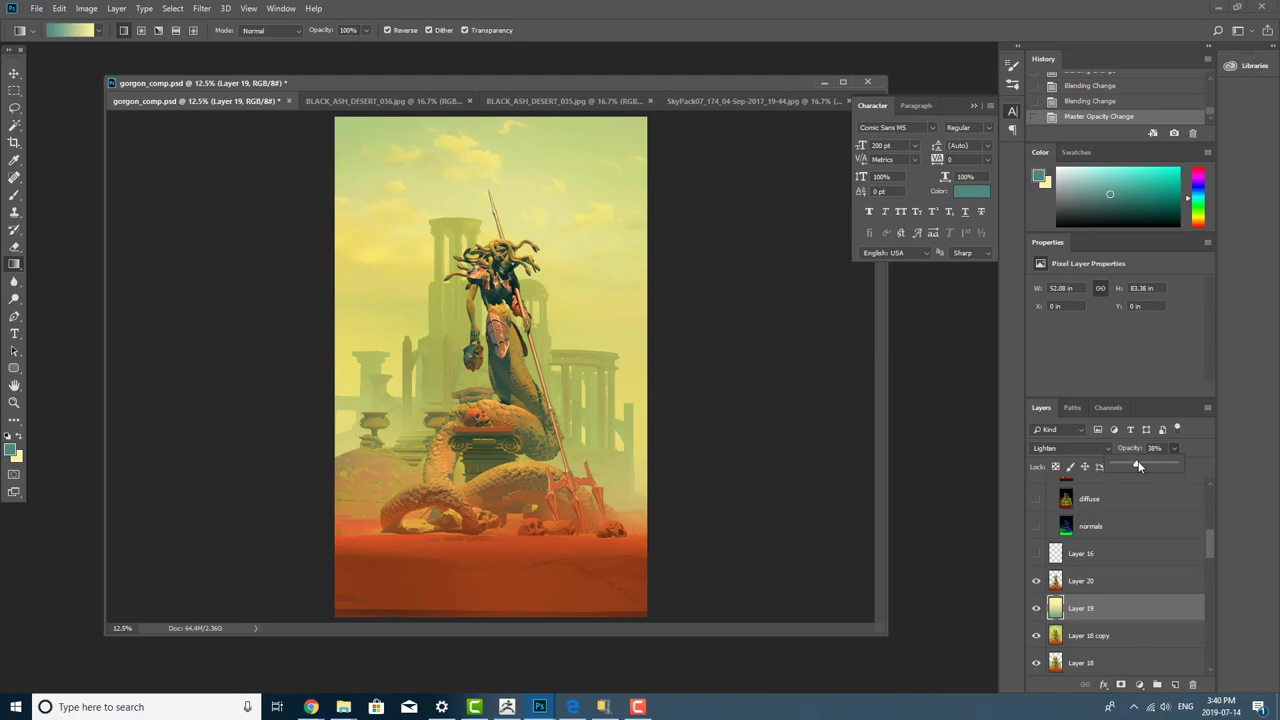 Ps File Edit Image Layer Type Select Filter 3D View Window Help
Mode: Normal Opacity: 100% Reverse Dither Transparency
gorgon_comp.psd @ 12.5% (Layer 19, RGB/8#) *
gorgon_comp.psd @ 12.5% (Layer 19, RGB/8#) * × BLACK_ASH_DESERT_036.jpg @ 16.7% (RGB... × BLACK_ASH_DESERT_035.jpg @ 16.7% (RGB... × SkyPack07_174_04-Sep-2017_19-44.jpg @ 16.7% (... ×
Character Paragraph
Comic Sans MS Regular
200 pt (Auto)
Metrics 0
100% 100%
0 pt Color:
English: USA Sharp
History
Blending Change
Blending Change
Blending Change
Master Opacity Change
Libraries
Color Swatches
Properties
Pixel Layer Properties
W: 52.08 in H: 83.38 in
X: 0 in Y: 0 in
Layers Paths Channels
Kind
Lighten Opacity: 38%
Lock:
diffuse
normals
Layer 16
Layer 20
Layer 19
Layer 18 copy
Layer 18
12.5% Doc: 64.4M/2.36G
Type here to search
ENG
3:40 PM
2019-07-14